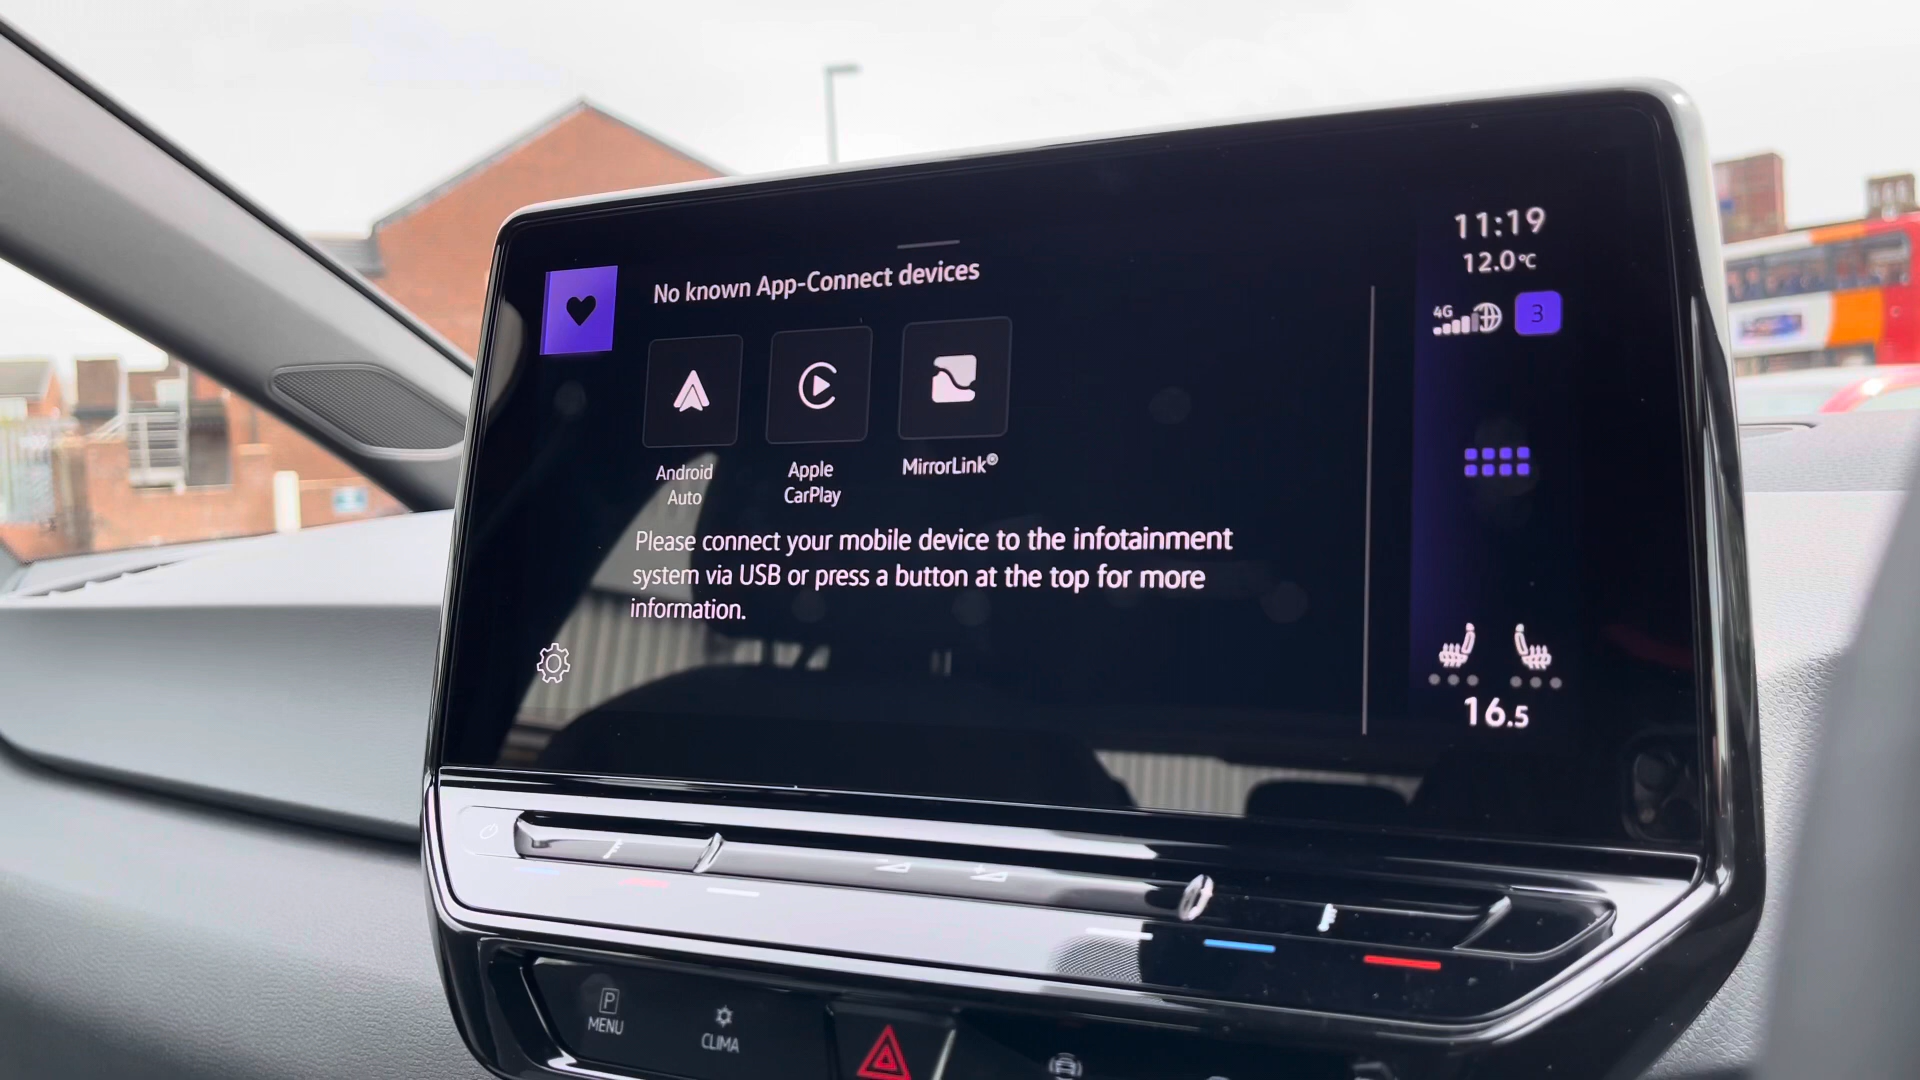 No known App-Connect devices
Android
Auto
Apple
CarPlay
MirrorLink®
Please connect your mobile device to the infotainment
system via USB or press a button at the top for more
information.
11:19
12.0°C
4G
3
16.5
P
MENU
CLIMA